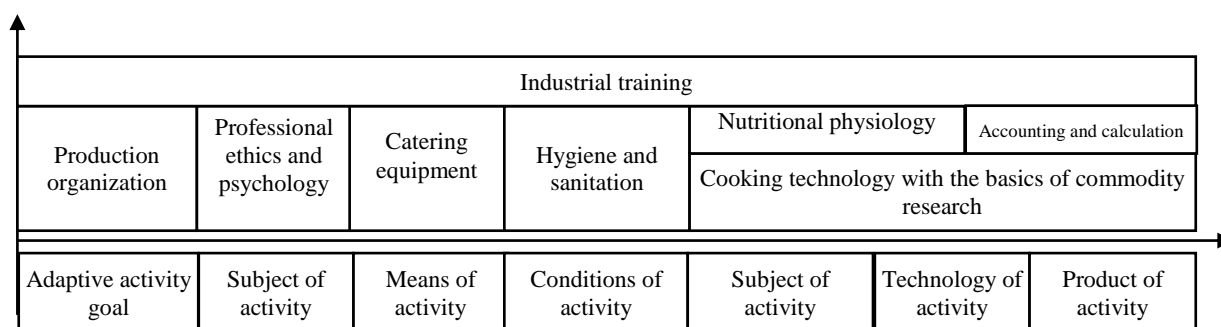 Industrial training
Production
organization
Professional
ethics and
psychology
Catering
equipment
Hygiene and
sanitation
Nutritional physiology
Accounting and calculation
Cooking technology with the basics of commodity
research
Adaptive activity
goal
Subject of
activity
Means of
activity
Conditions of
activity
Subject of
activity
Technology of
activity
Product of
activity